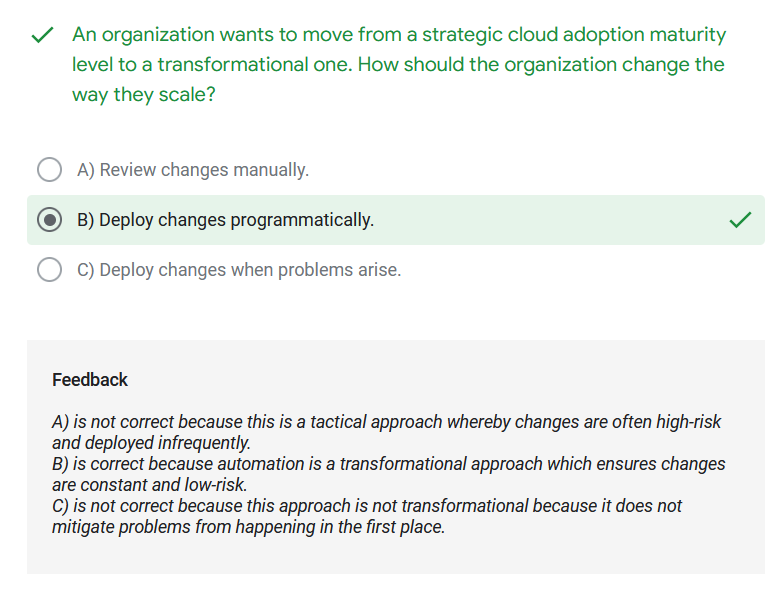 An organization wants to move from a strategic cloud adoption maturity
level to a transformational one. How should the organization change the
way they scale?
A) Review changes manually.
B) Deploy changes programmatically.
C) Deploy changes when problems arise.
Feedback
A) is not correct because this is a tactical approach whereby changes are often high-risk
and deployed infrequently.
B) is correct because automation is a transformational approach which ensures changes
are constant and low-risk.
C) is not correct because this approach is not transformational because it does not
mitigate problems from happening in the first place.